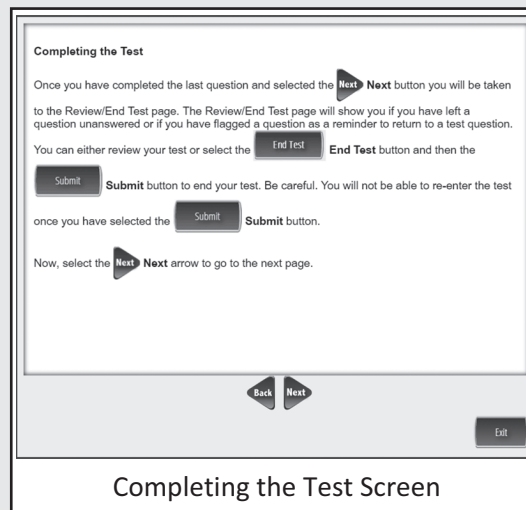 Completing the Test
Once you have completed the last question and selected the Next Next button you will be taken
to the Review/End Test page. The Review/End Test page will show you if you have left a
question unanswered or if you have flagged a question as a reminder to return to a test question.
You can either review your test or select the End Test End Test button and then the
Submit Submit button to end your test. Be careful. You will not be able to re-enter the test
once you have selected the Submit Submit button.
Now, select the Next Next arrow to go to the next page.
Back Next
Exit
Completing the Test Screen